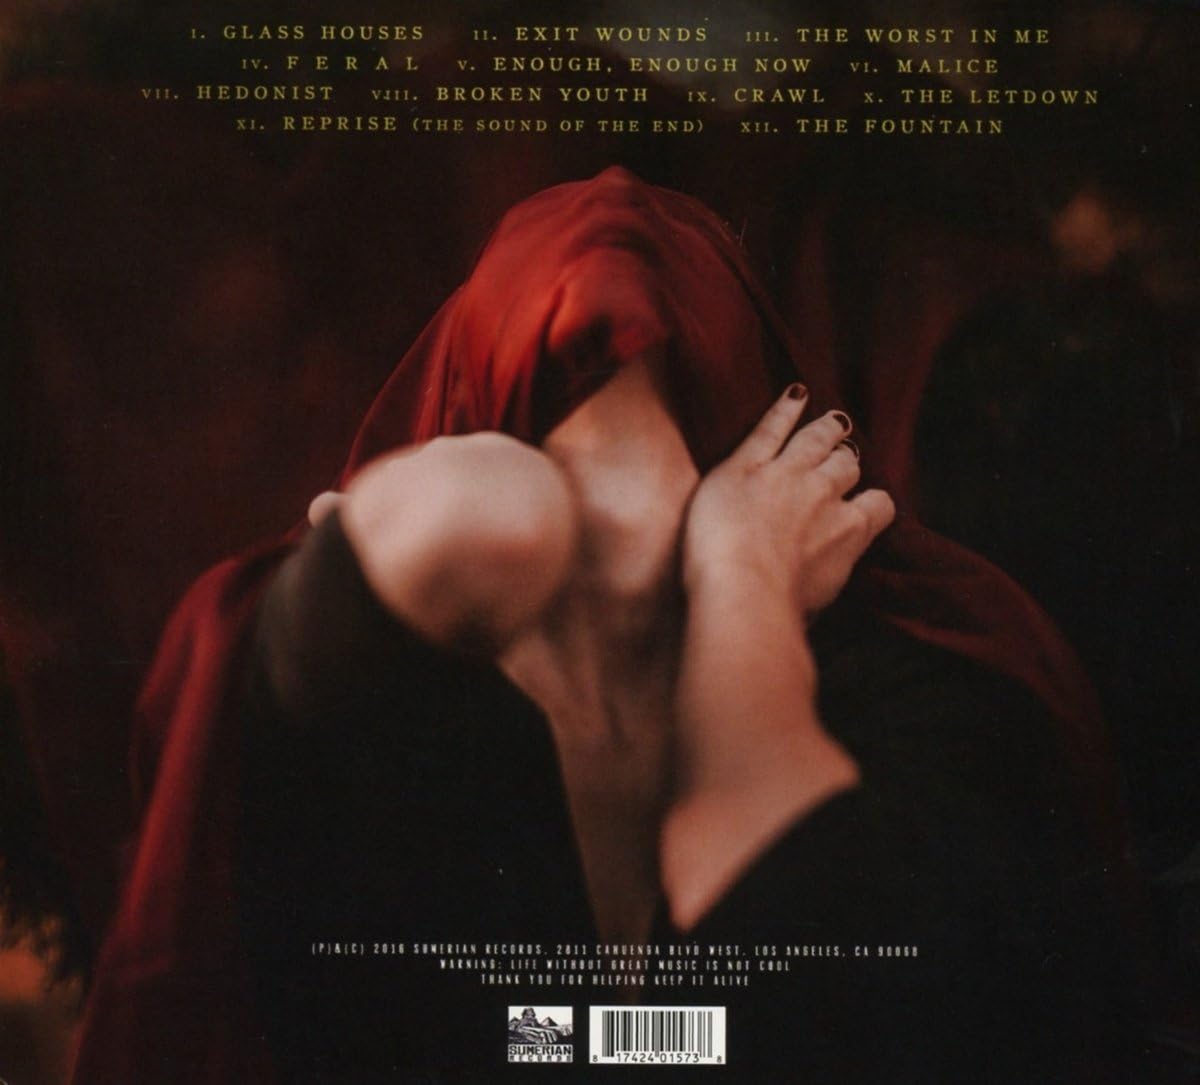 I. GLASS HOUSES II. EXIT WOUNDS III. THE WORST IN ME
IV. FERAL V. ENOUGH, ENOUGH NOW VI. MALICE
VII. HEDONIST VIII. BROKEN YOUTH IX. CRAWL X. THE LETDOWN
XI. REPRISE (THE SOUND OF THE END) XII. THE FOUNTAIN
(P)&(C) 2016 SUMERIAN RECORDS. 2811 CAHUENGA BLVD WEST. LOS ANGELES, CA 90068
WARNING: LIFE WITHOUT GREAT MUSIC IS NOT COOL
THANK YOU FOR HELPING KEEP IT ALIVE
SUMERIAN
RECORDS
8 17424 01573 8